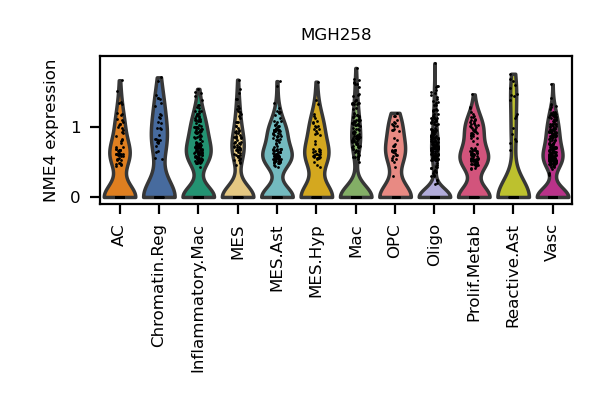 MGH258
NME4 expression
1
0
AC
Chromatin.Reg
Inflammatory.Mac
MES
MES.Ast
MES.Hyp
Mac
OPC
Oligo
Prolif.Metab
Reactive.Ast
Vasc